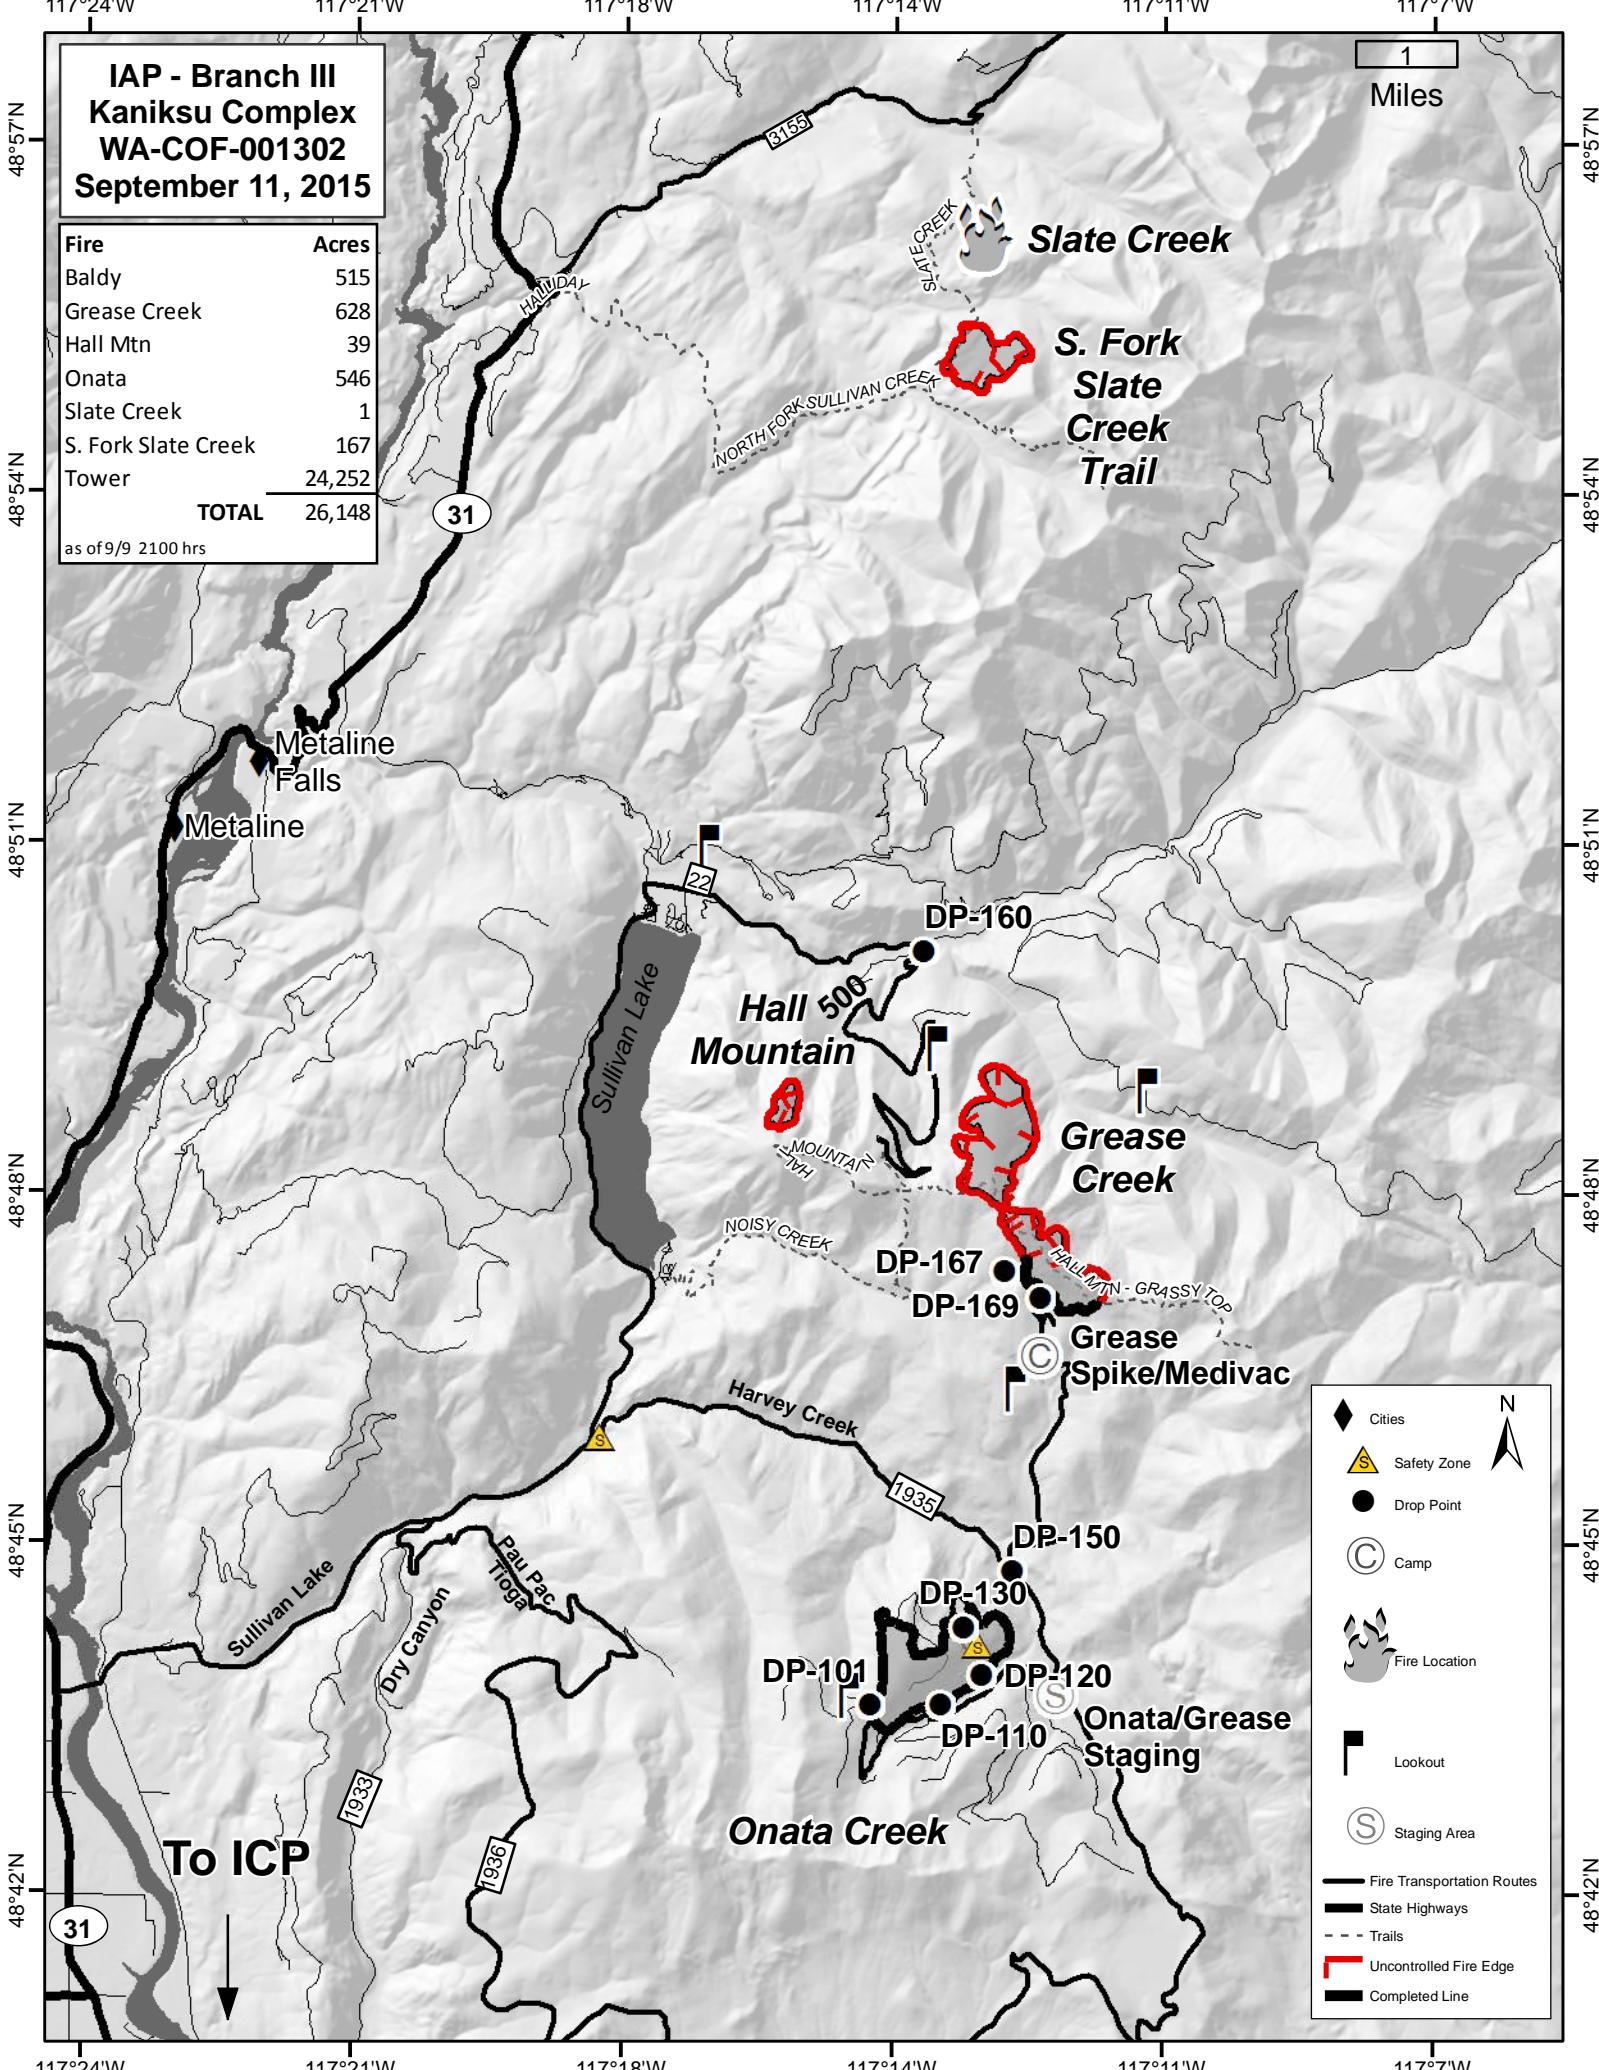 117°24'W 117°21'W 117°18'W 117°14'W 117°11'W 117°7'W
IAP - Branch III
Kaniksu Complex
WA-COF-001302
September 11, 2015
1
Miles
Fire Acres
Baldy 515
Grease Creek 628
Hall Mtn 39
Onata 546
Slate Creek 1
S. Fork Slate Creek 167
Tower 24,252
TOTAL 26,148
as of 9/9 2100 hrs
48°57'N
48°57'N
3155
SLATE CREEK
Slate Creek
HALLIDAY
S. Fork
Slate
Creek
Trail
NORTH FORK SULLIVAN CREEK
48°54'N
48°54'N
31
Metaline
Falls
Metaline
48°51'N
48°51'N
22
DP-160
500
Sullivan Lake
Hall
Mountain
Grease
Creek
HALL MOUNTAIN
48°48'N
48°48'N
NOISY CREEK
DP-167
HALL MTN - GRASSY TOP
DP-169
Grease
Spike/Medivac
Harvey Creek
S
C
1935
48°45'N
48°45'N
DP-150
Pau Pac
Tioga
Sullivan Lake
Dry Canyon
DP-130
S
DP-101
DP-120
S
DP-110
Onata/Grease
Staging
Onata Creek
1933
1936
To ICP
48°42'N
48°42'N
31
N
Cities
S Safety Zone
Drop Point
C Camp
Fire Location
Lookout
S Staging Area
Fire Transportation Routes
State Highways
Trails
Uncontrolled Fire Edge
Completed Line
117°24'W 117°21'W 117°18'W 117°14'W 117°11'W 117°7'W